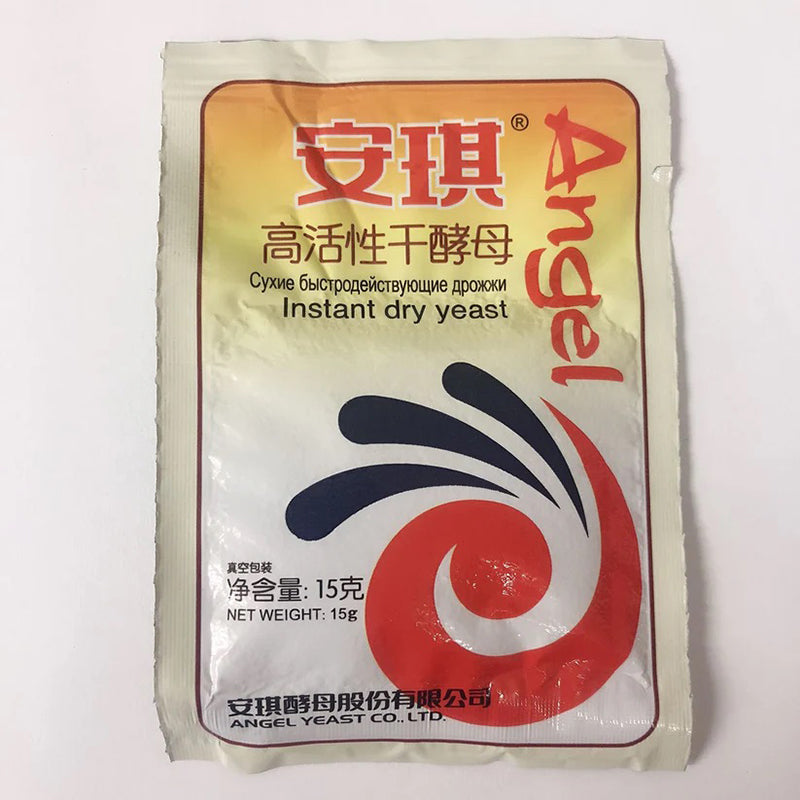 安琪®
Angel
高活性干酵母
Сухие быстродействующие дрожжи
Instant dry yeast
真空包装
净含量: 15克
NET WEIGHT: 15g
安琪酵母股份有限公司
ANGEL YEAST CO., LTD.